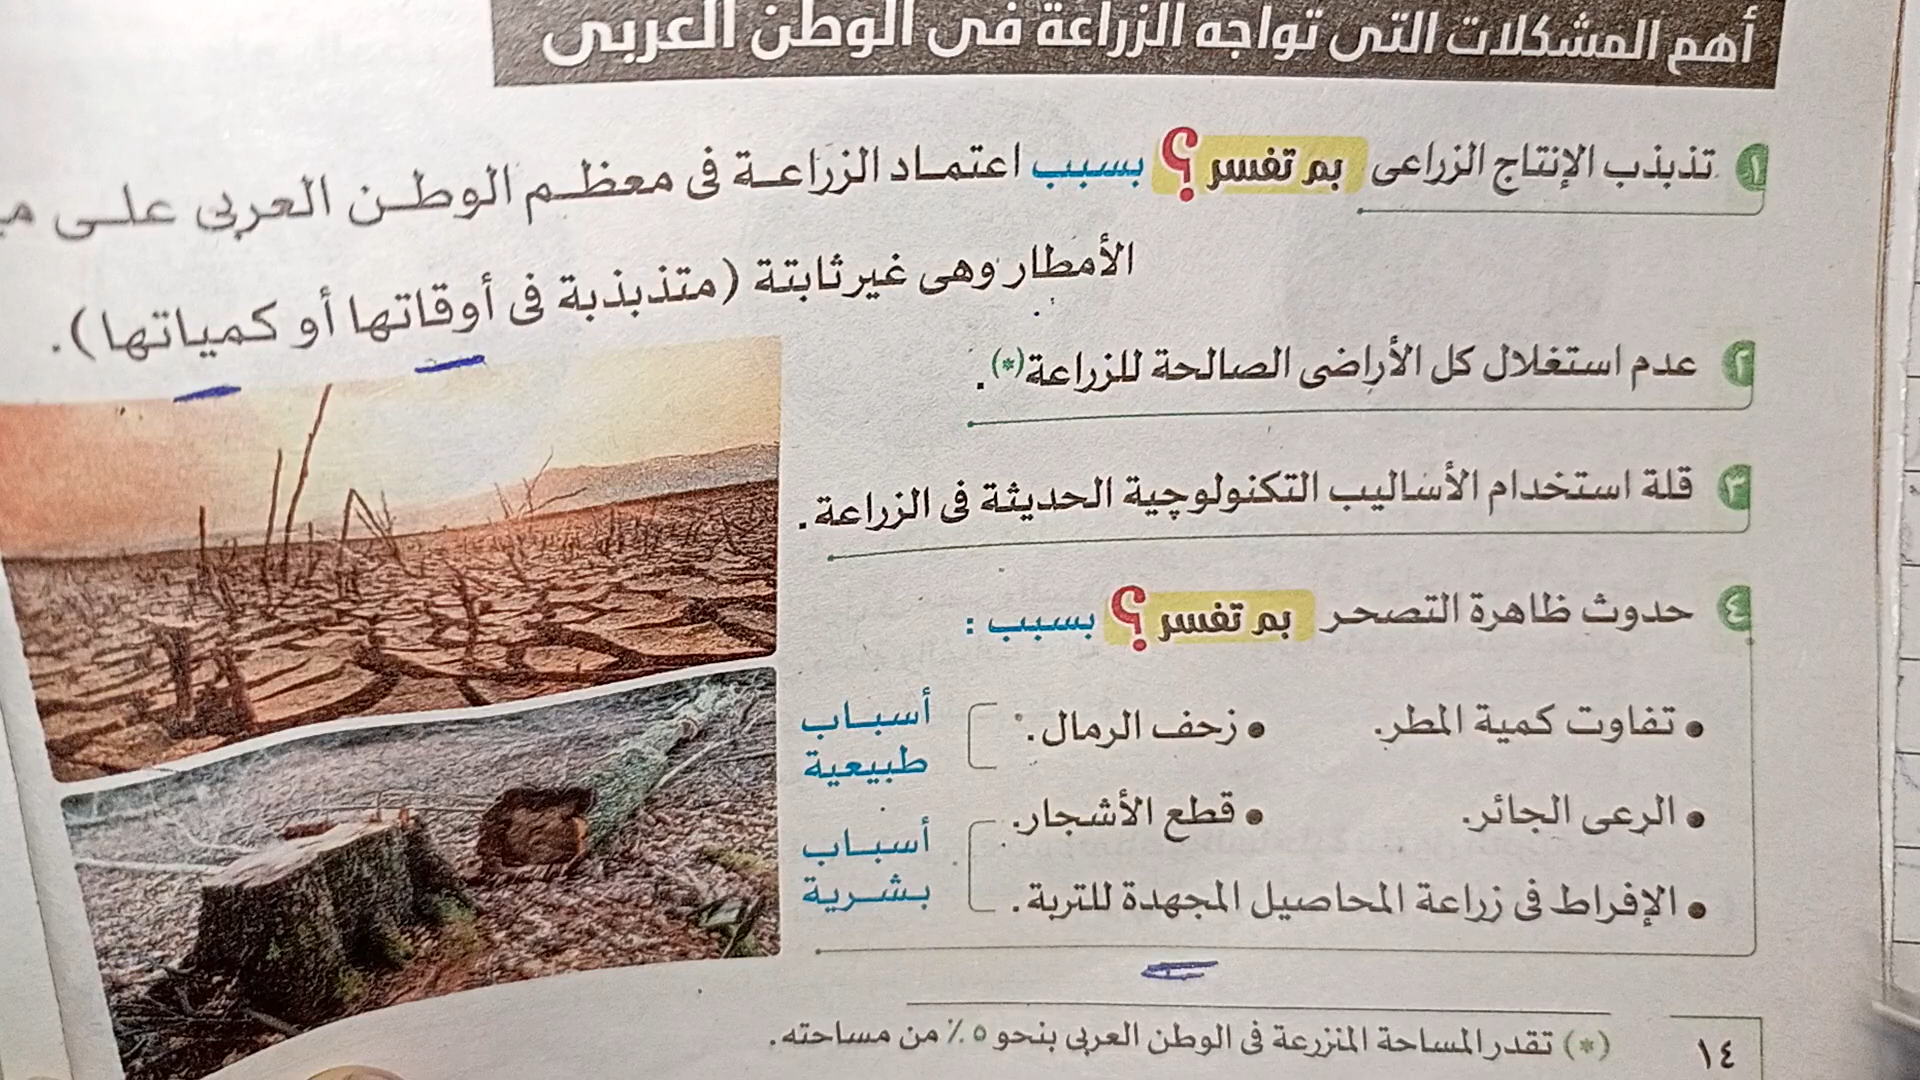 أهم المشكلات التى تواجه الزراعة فى الوطن العربى
١ تذبذب الإنتاج الزراعى بم تفسر ؟ بسبب اعتماد الزراعة فى معظم الوطن العربى على
الأمطار وهى غير ثابتة (متذبذبة فى أوقاتها أو كمياتها).
٢ عدم استغلال كل الأراضى الصالحة للزراعة(*).
٣ قلة استخدام الأساليب التكنولوچية الحديثة فى الزراعة.
٤ حدوث ظاهرة التصحر بم تفسر ؟ بسبب :
• تفاوت كمية المطر. • زحف الرمال. أسباب
طبيعية
• الرعى الجائر. • قطع الأشجار. أسباب
• الإفراط فى زراعة المحاصيل المجهدة للتربة. بشرية
(*) تقدر المساحة المنزرعة فى الوطن العربى بنحو ٥٪ من مساحته.
١٤